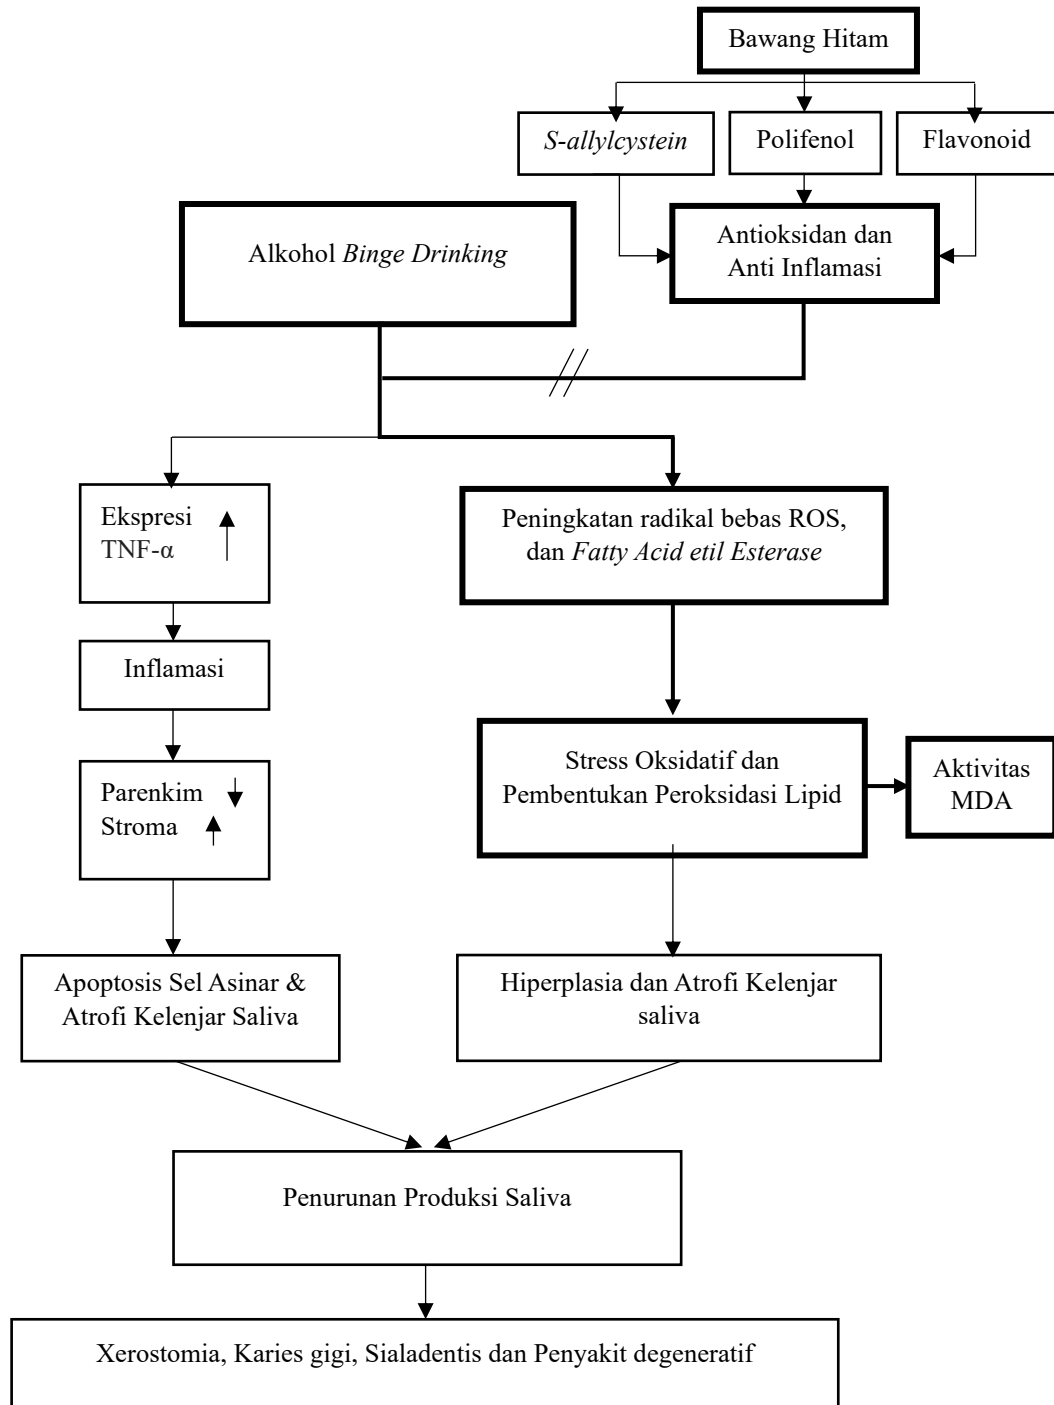 Bawang Hitam
S-allylcystein
Polifenol
Flavonoid
Alkohol Binge Drinking
Antioksidan dan
Anti Inflamasi
Ekspresi
TNF-α
Peningkatan radikal bebas ROS,
dan Fatty Acid etil Esterase
Inflamasi
Parenkim
Stroma
Stress Oksidatif dan
Pembentukan Peroksidasi Lipid
Aktivitas
MDA
Apoptosis Sel Asinar &
Atrofi Kelenjar Saliva
Hiperplasia dan Atrofi Kelenjar
saliva
Penurunan Produksi Saliva
Xerostomia, Karies gigi, Sialadentis dan Penyakit degeneratif